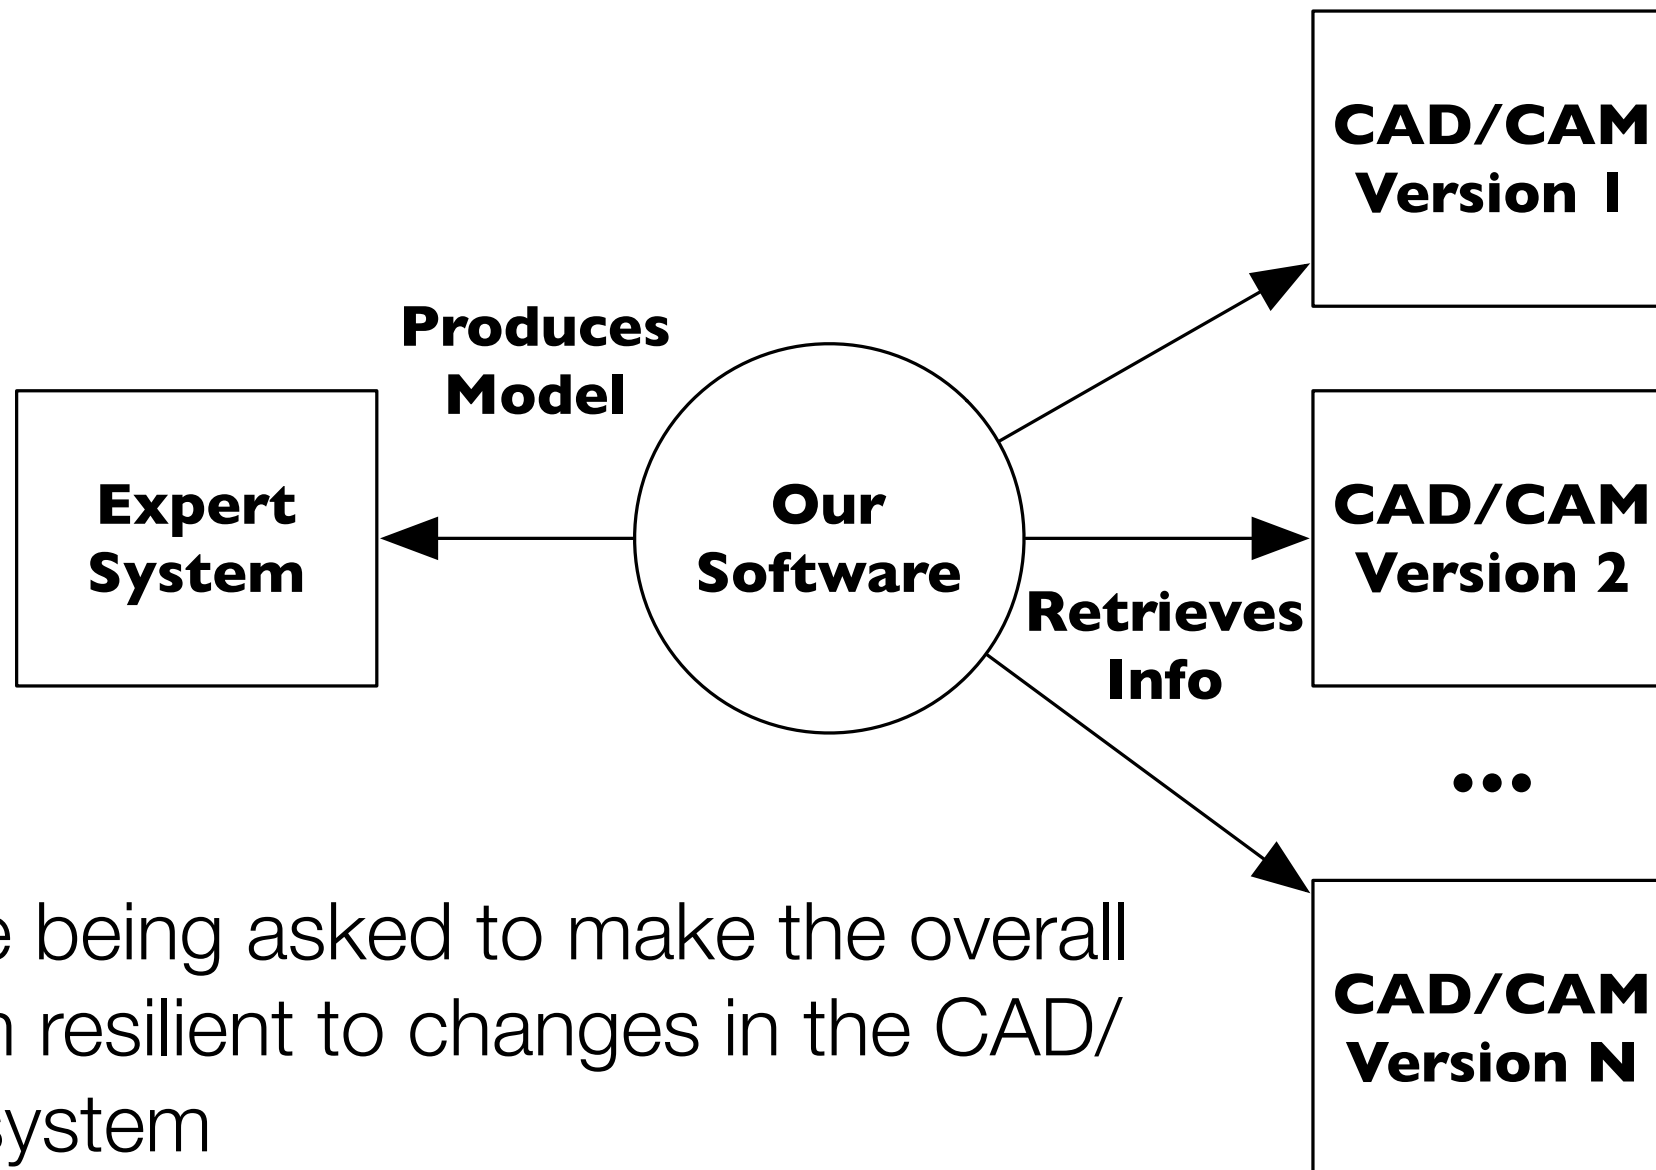 CAD/CAM
Version 1
Produces
Model
Expert
System
Our
Software
CAD/CAM
Version 2
Retrieves
Info
...
CAD/CAM
Version N
being asked to make the overall
resilient to changes in the CAD/
system